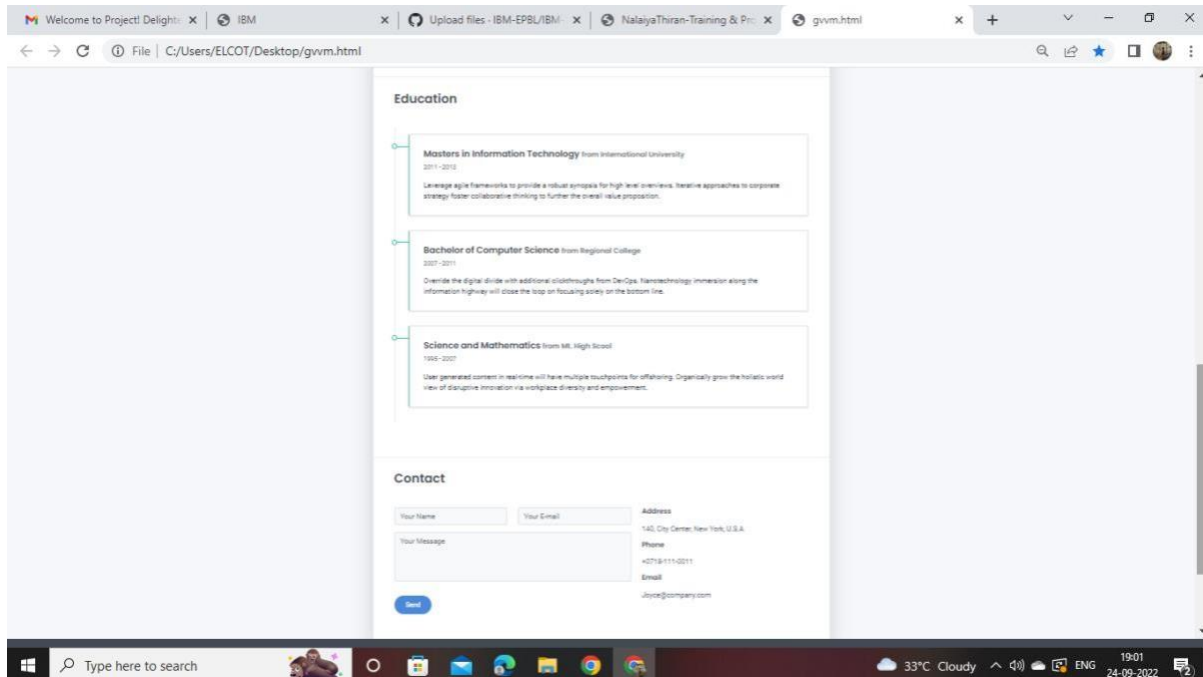 Welcome to Project! Delighte
IBM
Upload files · IBM-EPBL/IBM-
NalaiyaThiran-Training & Pro
gvvm.html
File | C:/Users/ELCOT/Desktop/gvvm.html
Education
Masters in Information Technology from International University
2011 - 2013
Leverage agile frameworks to provide a robust synopsis for high level overviews. Iterative approaches to corporate
strategy foster collaborative thinking to further the overall value proposition.
Bachelor of Computer Science from Regional College
2007 - 2011
Override the digital divide with additional clickthroughs from DevOps. Nanotechnology immersion along the
information highway will close the loop on focusing solely on the bottom line.
Science and Mathematics from Mt. High Scool
1995 - 2007
User generated content in real-time will have multiple touchpoints for offshoring. Organically grow the holistic world
view of disruptive innovation via workplace diversity and empowerment.
Contact
Your Name
Your E-mail
Your Message
Send
Address
140, City Center, New York, U.S.A
Phone
+0718-111-0011
Email
Joyce@company.com
Type here to search
33°C Cloudy
ENG
19:01
24-09-2022
2